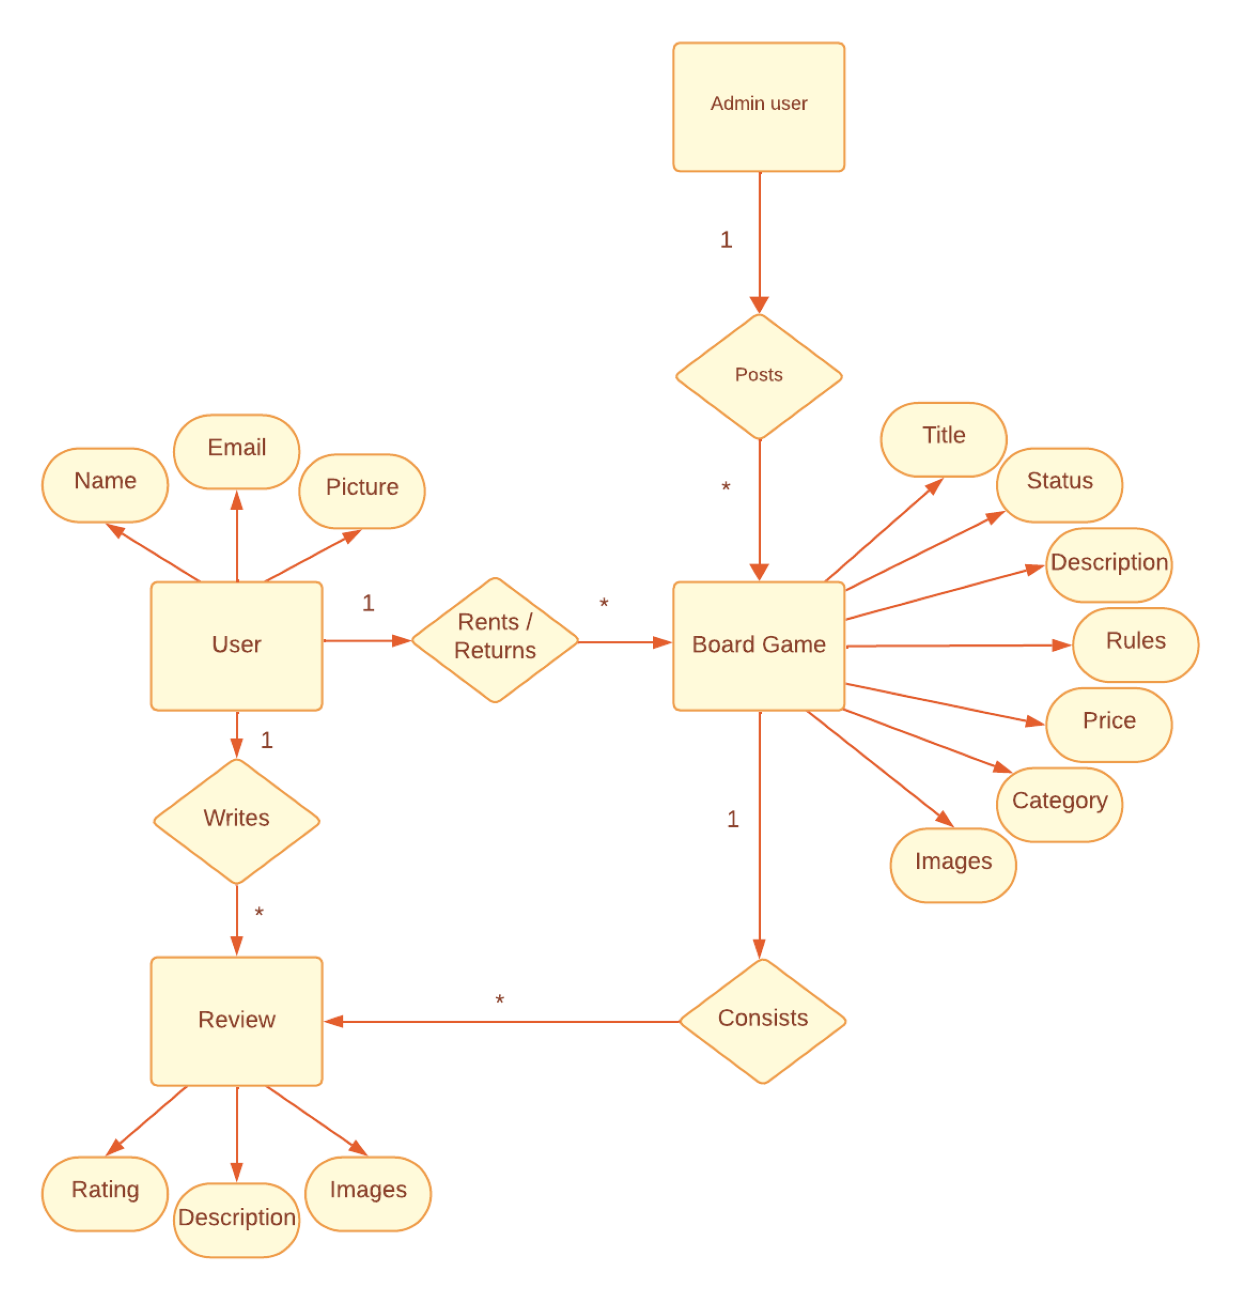 Admin user
1
Posts
*
Title
Status
Description
Rules
Price
Category
Images
Name
Email
Picture
User
1
Rents /
Returns
*
Board Game
1
Writes
*
1
Consists
*
Review
Rating
Description
Images